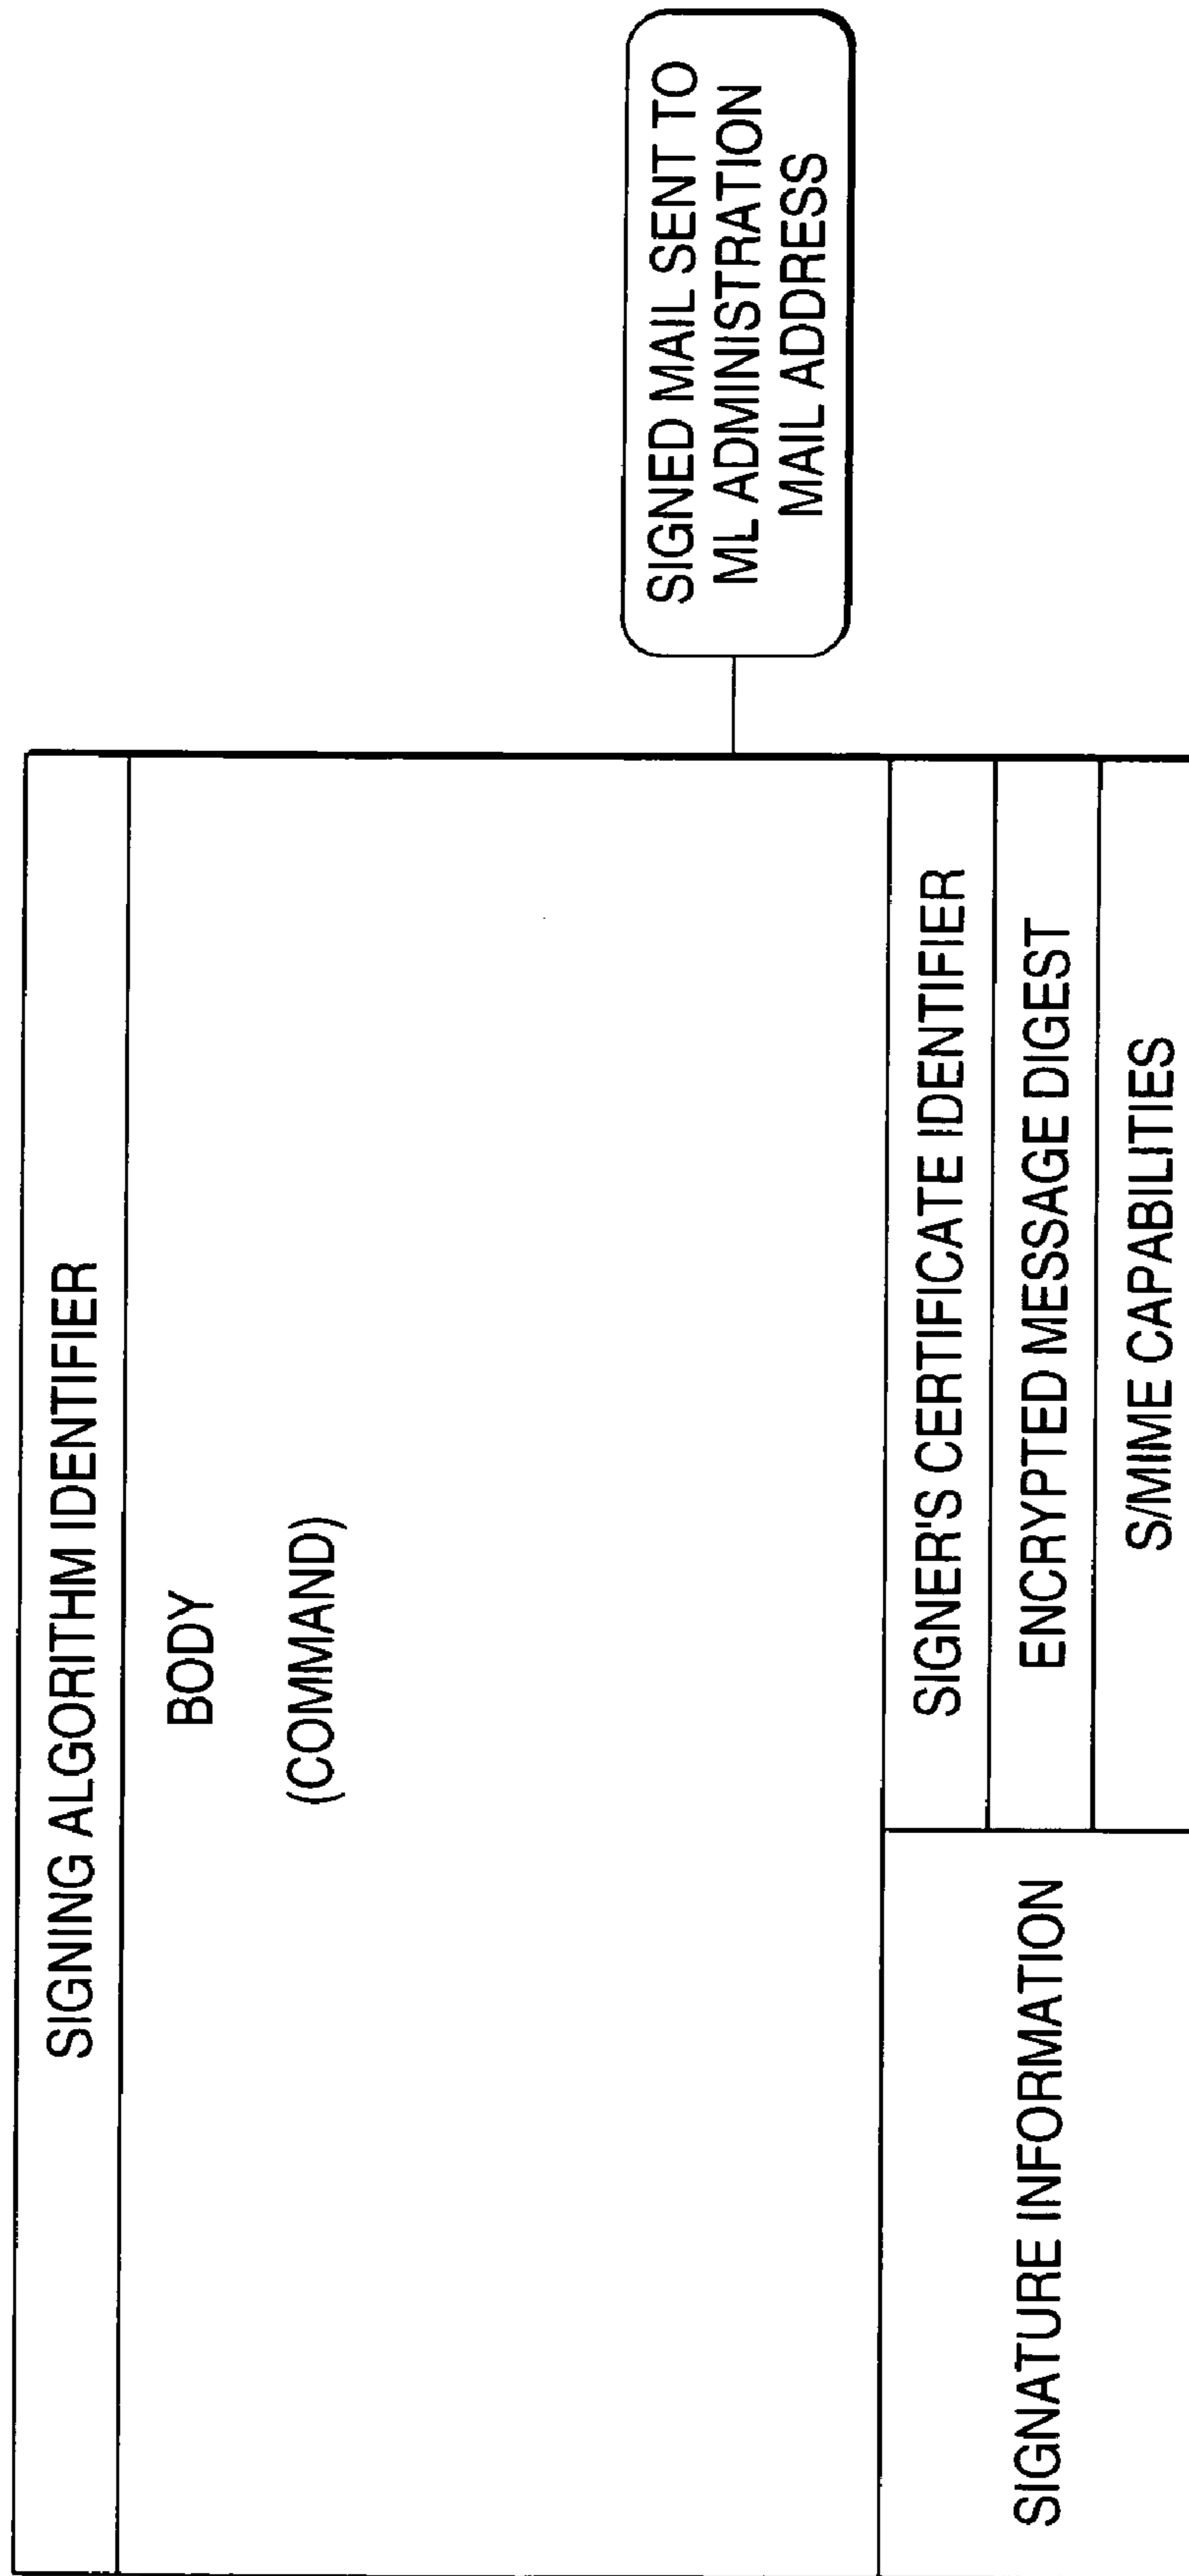 SIGNING ALGORITHM IDENTIFIER
BODY
(COMMAND)
SIGNED MAIL SENT TO
ML ADMINISTRATION
MAIL ADDRESS
SIGNATURE INFORMATION
SIGNER'S CERTIFICATE IDENTIFIER
ENCRYPTED MESSAGE DIGEST
S/MIME CAPABILITIES